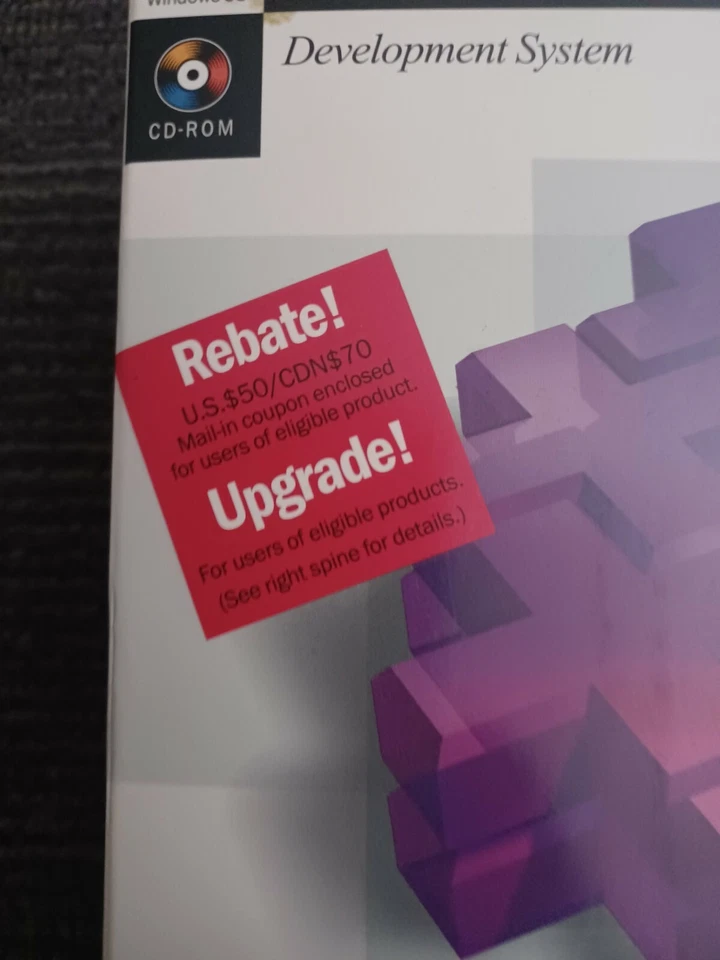 Development System
CD-ROM
Rebate!
U.S.$50/CDN$70
Mail-in coupon enclosed
for users of eligible product.
Upgrade!
For users of eligible products.
(See right spine for details.)